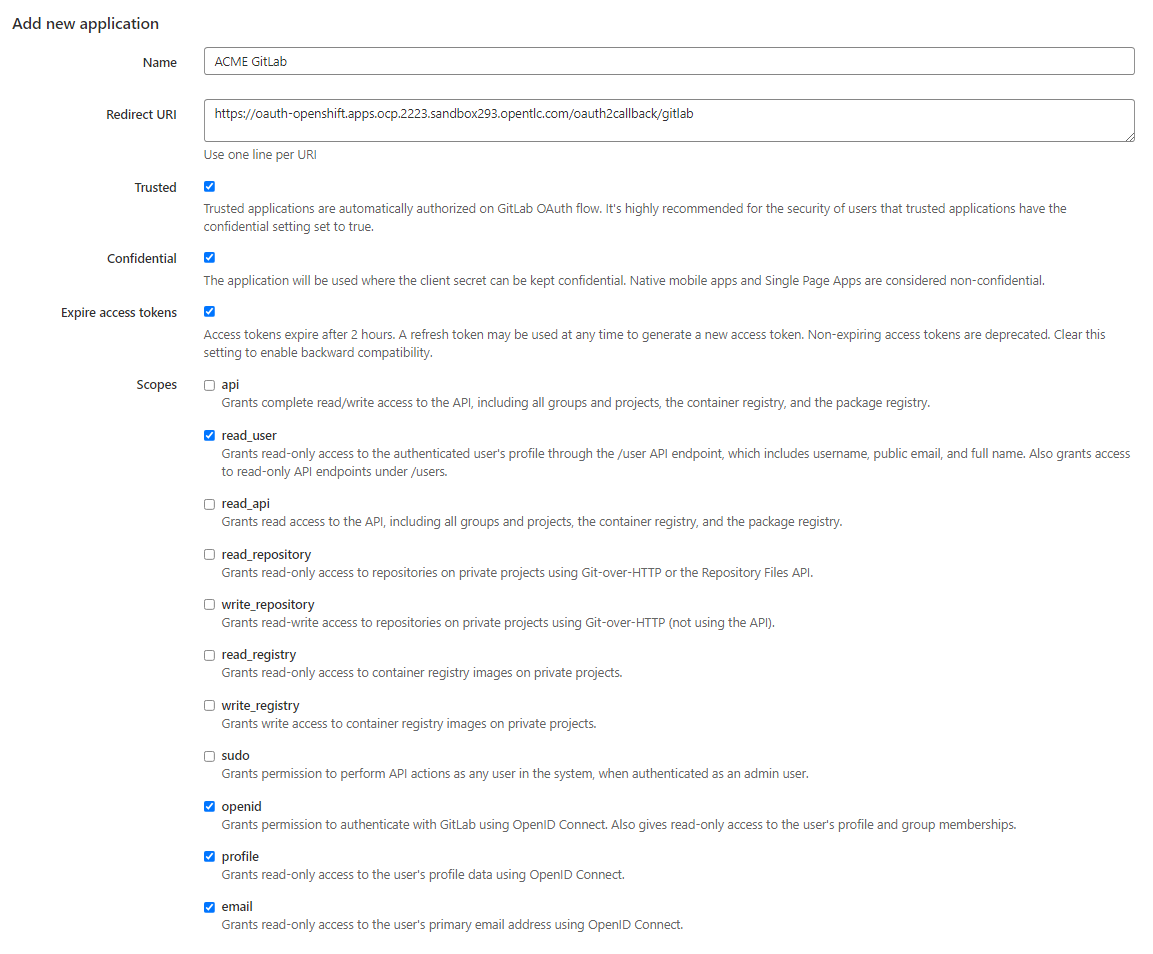 Add new application
Name
ACME GitLab
Redirect URI
https://oauth-openshift.apps.ocp.2223.sandbox293.opentlc.com/oauth2callback/gitlab
Use one line per URI
Trusted
Trusted applications are automatically authorized on GitLab OAuth flow. It's highly recommended for the security of users that trusted applications have the
confidential setting set to true.
Confidential
The application will be used where the client secret can be kept confidential. Native mobile apps and Single Page Apps are considered non-confidential.
Expire access tokens
Access tokens expire after 2 hours. A refresh token may be used at any time to generate a new access token. Non-expiring access tokens are deprecated. Clear this
setting to enable backward compatibility.
Scopes
api
Grants complete read/write access to the API, including all groups and projects, the container registry, and the package registry.
read_user
Grants read-only access to the authenticated user's profile through the /user API endpoint, which includes username, public email, and full name. Also grants access
to read-only API endpoints under /users.
read_api
Grants read access to the API, including all groups and projects, the container registry, and the package registry.
read_repository
Grants read-only access to repositories on private projects using Git-over-HTTP or the Repository Files API.
write_repository
Grants read-write access to repositories on private projects using Git-over-HTTP (not using the API).
read_registry
Grants read-only access to container registry images on private projects.
write_registry
Grants write access to container registry images on private projects.
sudo
Grants permission to perform API actions as any user in the system, when authenticated as an admin user.
openid
Grants permission to authenticate with GitLab using OpenID Connect. Also gives read-only access to the user's profile and group memberships.
profile
Grants read-only access to the user's profile data using OpenID Connect.
email
Grants read-only access to the user's primary email address using OpenID Connect.